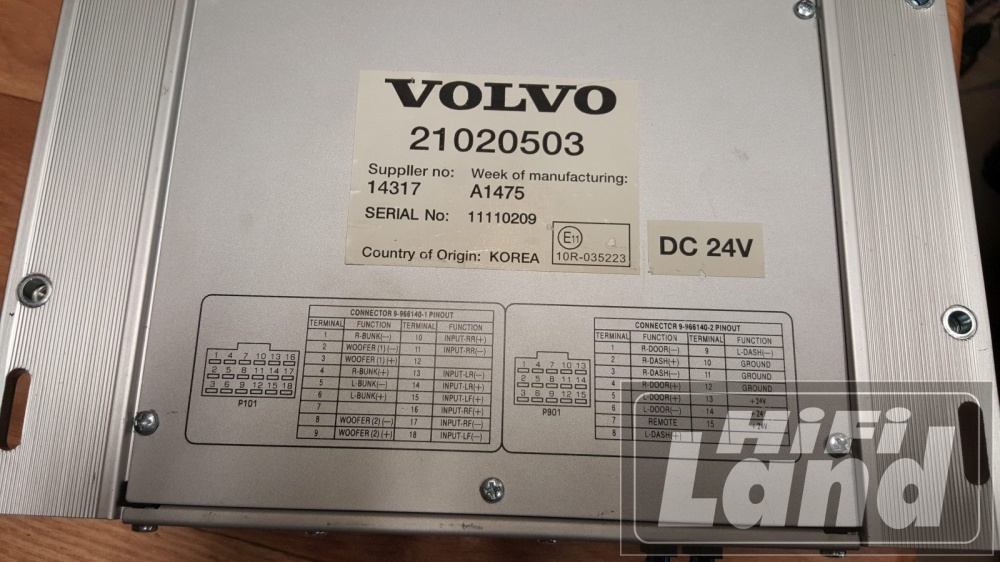 VOLVO
21020503
Suppller no: Week of manufacturing:
14317 A1475
SERIAL No: 11110209
E11
10R-035223
Country of Origin: KOREA
DC 24V
CONNECTOR 9-966140-1 PINOUT
TERMINAL FUNCTION TERMINAL FUNCTION
1 R-BUNK(—) 10 INPUT-RR(+)
2 WOOFER (1)(—) 11 INPUT-RR(—)
3 WOOFER (1)(+) 12
4 R-BUNK(+) 13 INPUT-LR(—)
5 L-BUNK(—) 14 INPUT-LR(+)
6 L-BUNK(+) 15 INPUT-LF(+)
7 16 INPUT-RF(+)
8 WOOFER (2)(—) 17 INPUT-RF(—)
9 WOOFER (2)(+) 18 INPUT-LF(—)
1 4 7 10 13 16
2 5 8 11 14 17
3 6 9 12 15 18
P101
CONNECTOR 9-966140-2 PINOUT
TERMINAL FUNCTION TERMINAL FUNCTION
1 R-DOOR(—) 9 L-DASH(—)
2 R-DASH(+) 10 GROUND
3 R-DASH(—) 11 GROUND
4 R-DOOR(+) 12 GROUND
5 L-DOOR(+) 13 +24V
6 L-DOOR(—) 14 +24V
7 REMOTE 15 +24V
8 L-DASH(+)
1 4 7 10 13
2 5 8 11 14
3 6 9 12 15
P901
HiFi
Land